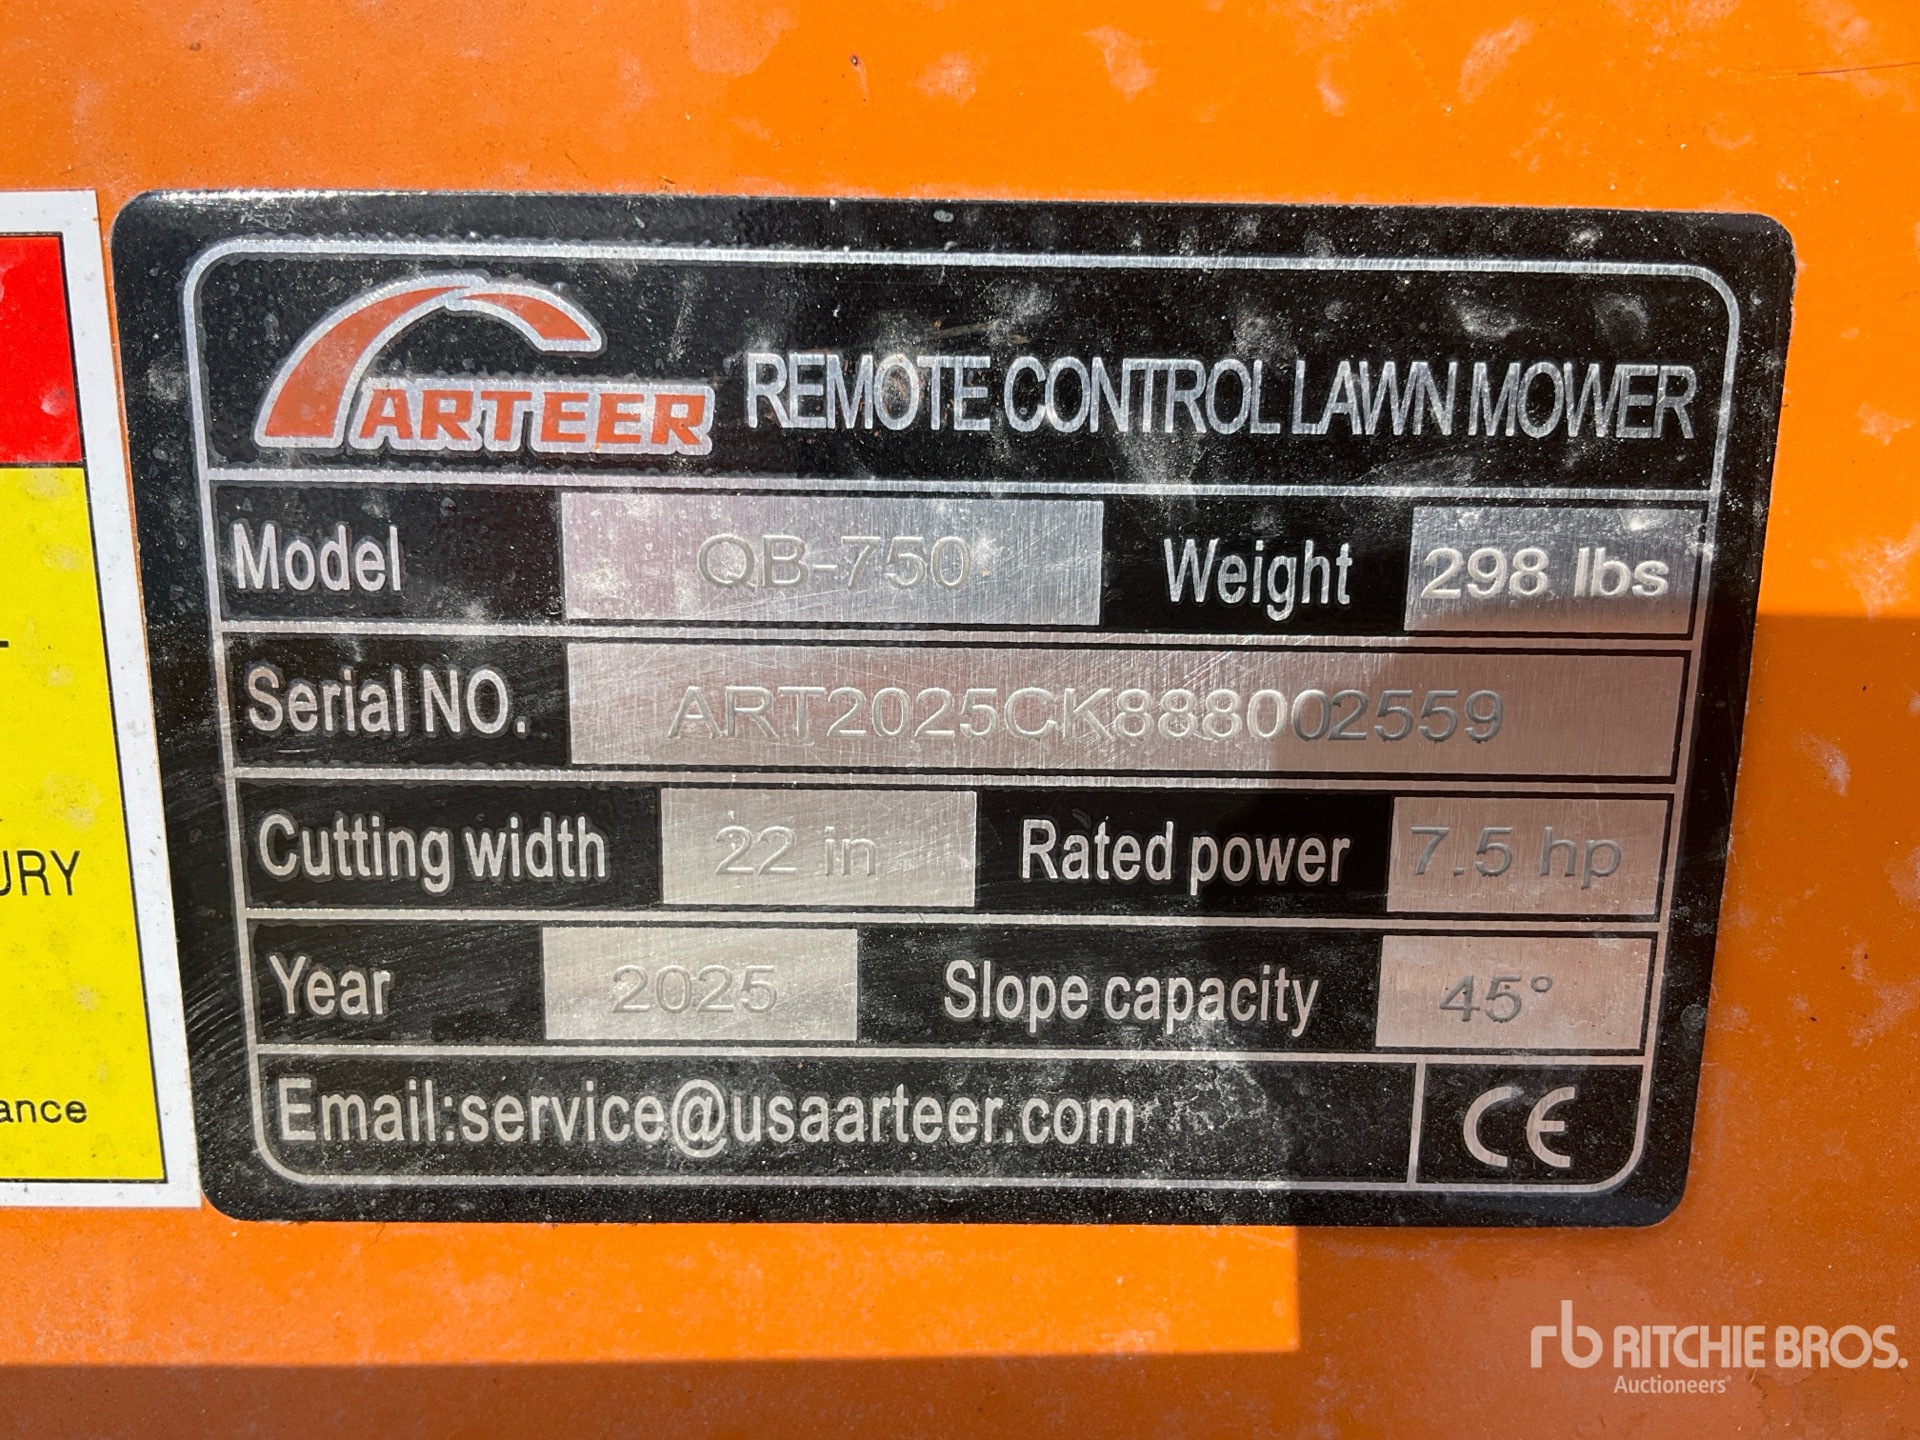 ARTEER REMOTE CONTROL LAWN MOWER
Model QB-750 Weight 298 lbs
Serial NO. ART2025CK888002559
Cutting width 22 in Rated power 7.5 hp
Year 2025 Slope capacity 45°
Email:service@usaarteer.com CE
URY
ance
rb RITCHIE BROS.
Auctioneers